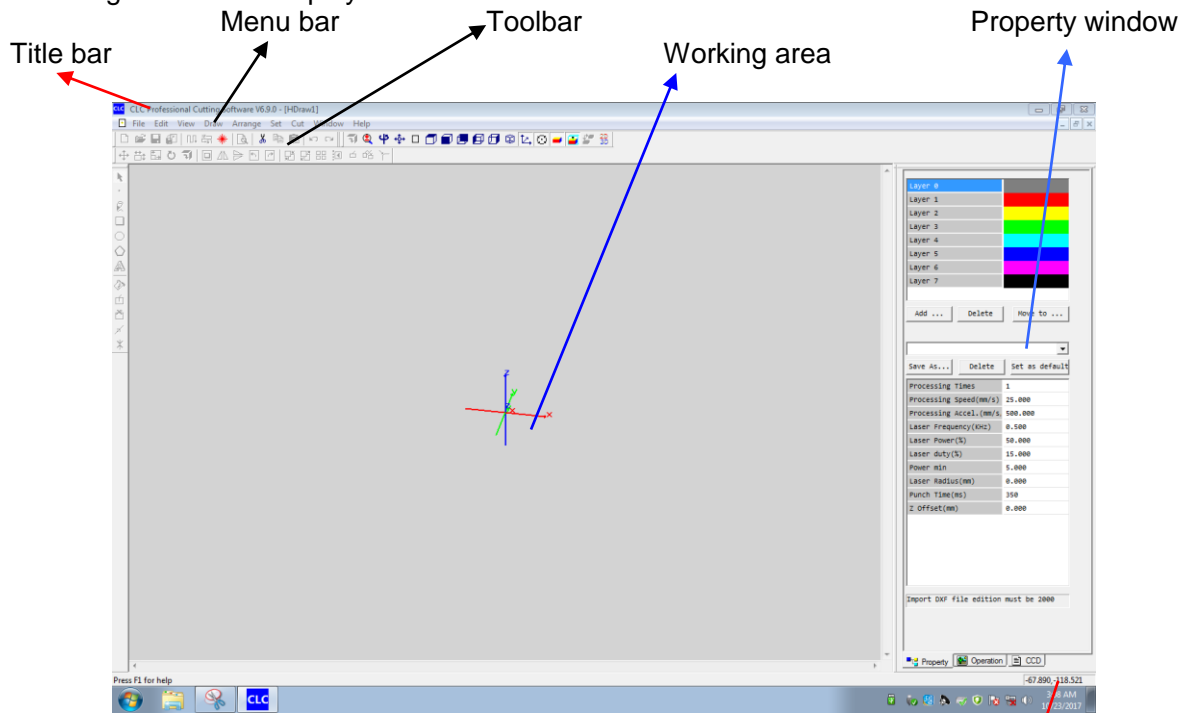 Menu bar
Toolbar
Property window
Title bar
Working area
CLC Professional Cutting Software V6.9.0 - [HDraw1]
File Edit View Draw Arrange Set Cut Window Help
Layer 0
Layer 1
Layer 2
Layer 3
Layer 4
Layer 5
Layer 6
Layer 7
Add ... Delete Move to ...
Save As... Delete Set as default
Processing Times 1
Processing Speed(mm/s) 25.000
Processing Accel.(mm/s 500.000
Laser Frequency(KHz) 0.500
Laser Power(%) 50.000
Laser duty(%) 15.000
Power min 5.000
Laser Radius(mm) 0.000
Punch Time(ms) 350
Z Offset(mm) 0.000
z
y
z
x
x
Import DXF file edition must be 2000
Property Operation CCD
Press F1 for help
-67.890,-118.521
CLC
AM
10/23/2017